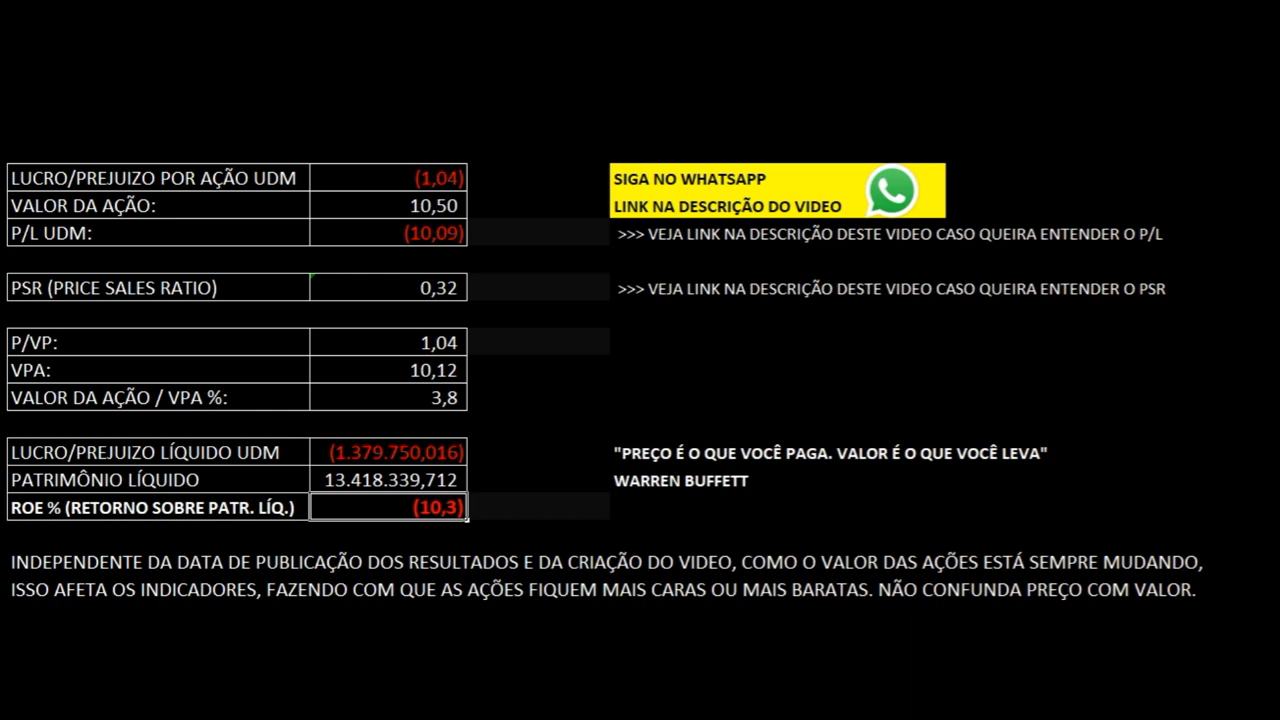 LUCRO/PREJUIZO POR AÇÃO UDM (1,04)
VALOR DA AÇÃO: 10,50
P/L UDM: (10,09)
SIGA NO WHATSAPP
LINK NA DESCRIÇÃO DO VIDEO
>>> VEJA LINK NA DESCRIÇÃO DESTE VIDEO CASO QUEIRA ENTENDER O P/L
PSR (PRICE SALES RATIO) 0,32
>>> VEJA LINK NA DESCRIÇÃO DESTE VIDEO CASO QUEIRA ENTENDER O PSR
P/VP: 1,04
VPA: 10,12
VALOR DA AÇÃO / VPA %: 3,8
LUCRO/PREJUIZO LÍQUIDO UDM (1.379.750,016)
PATRIMÔNIO LÍQUIDO 13.418.339,712
ROE % (RETORNO SOBRE PATR. LÍQ.) (10,3)
"PREÇO É O QUE VOCÊ PAGA. VALOR É O QUE VOCÊ LEVA"
WARREN BUFFETT
INDEPENDENTE DA DATA DE PUBLICAÇÃO DOS RESULTADOS E DA CRIAÇÃO DO VIDEO, COMO O VALOR DAS AÇÕES ESTÁ SEMPRE MUDANDO,
ISSO AFETA OS INDICADORES, FAZENDO COM QUE AS AÇÕES FIQUEM MAIS CARAS OU MAIS BARATAS. NÃO CONFUNDA PREÇO COM VALOR.